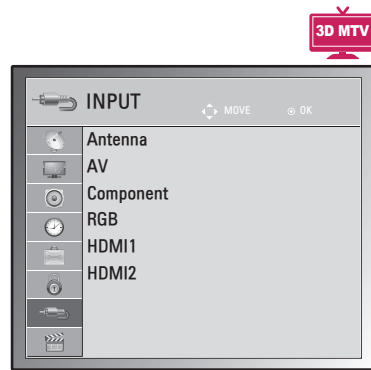 3D MTV
INPUT
MOVE
OK
Antenna
AV
Component
RGB
HDMI1
HDMI2